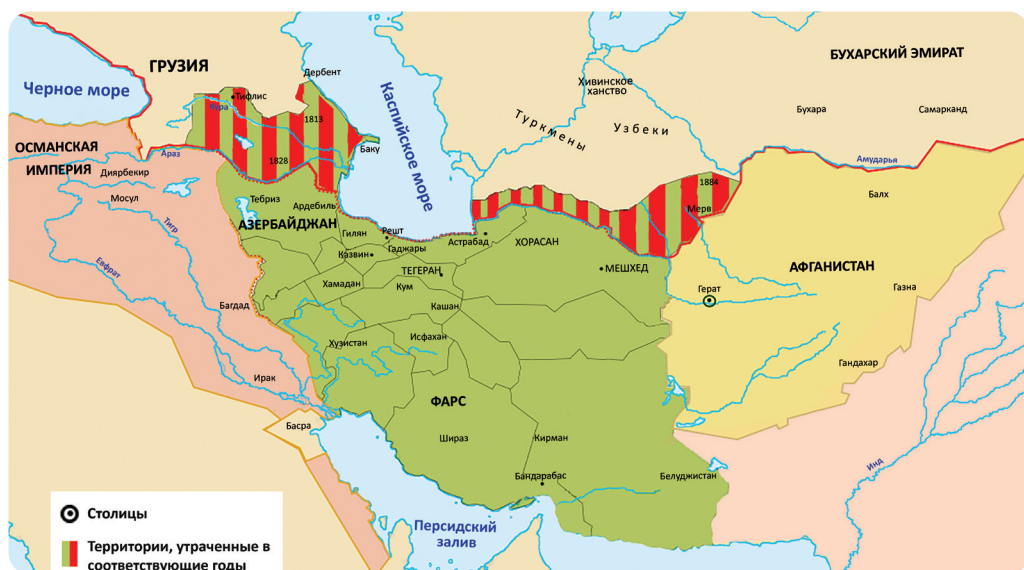 ГРУЗИЯ
БУХАРСКИЙ ЭМИРАТ
Дербент
Черное море
Тифлис
Кура
Каспийское море
Хивинское
ханство
Бухара
Самарканд
1813
Туркмены
Узбеки
Баку
ОСМАНСКАЯ
ИМПЕРИЯ
Араз
1828
Амударья
Диярбекир
1884
Мосул
Тебриз
Ардебиль
Балх
Мерв
Тигр
АЗЕРБАЙДЖАН
Гилян
Решт
Астрабад
ХОРАСАН
Гаджары
Казвин
Евфрат
ТЕГЕРАН
МЕШХЕД
АФГАНИСТАН
Хамадан
Кум
Герат
Газна
Багдад
Кашан
Хузистан
Исфахан
Гандахар
Ирак
ФАРС
Басра
Шираз
Кирман
Инд
Бандарабас
Белуджистан
Столицы
Персидский
залив
Территории, утраченные в
соответствующие годы